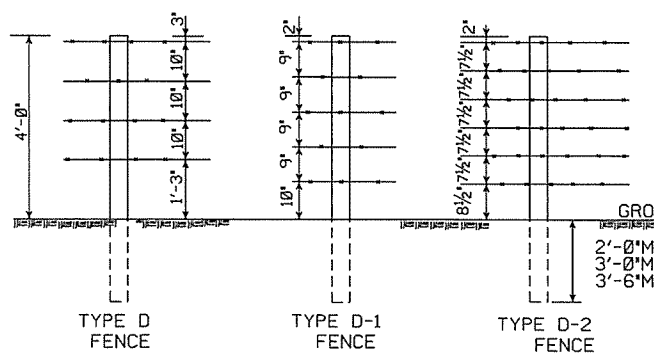 3"
10"
10"
10"
1'-3"
4'-0"
2"
9"
9"
9"
9"
10"
2"
7½"
7½"
7½"
7½"
7½"
8½"
GRO
2'-0"M
3'-0"M
3'-6"M
TYPE D
FENCE
TYPE D-1
FENCE
TYPE D-2
FENCE